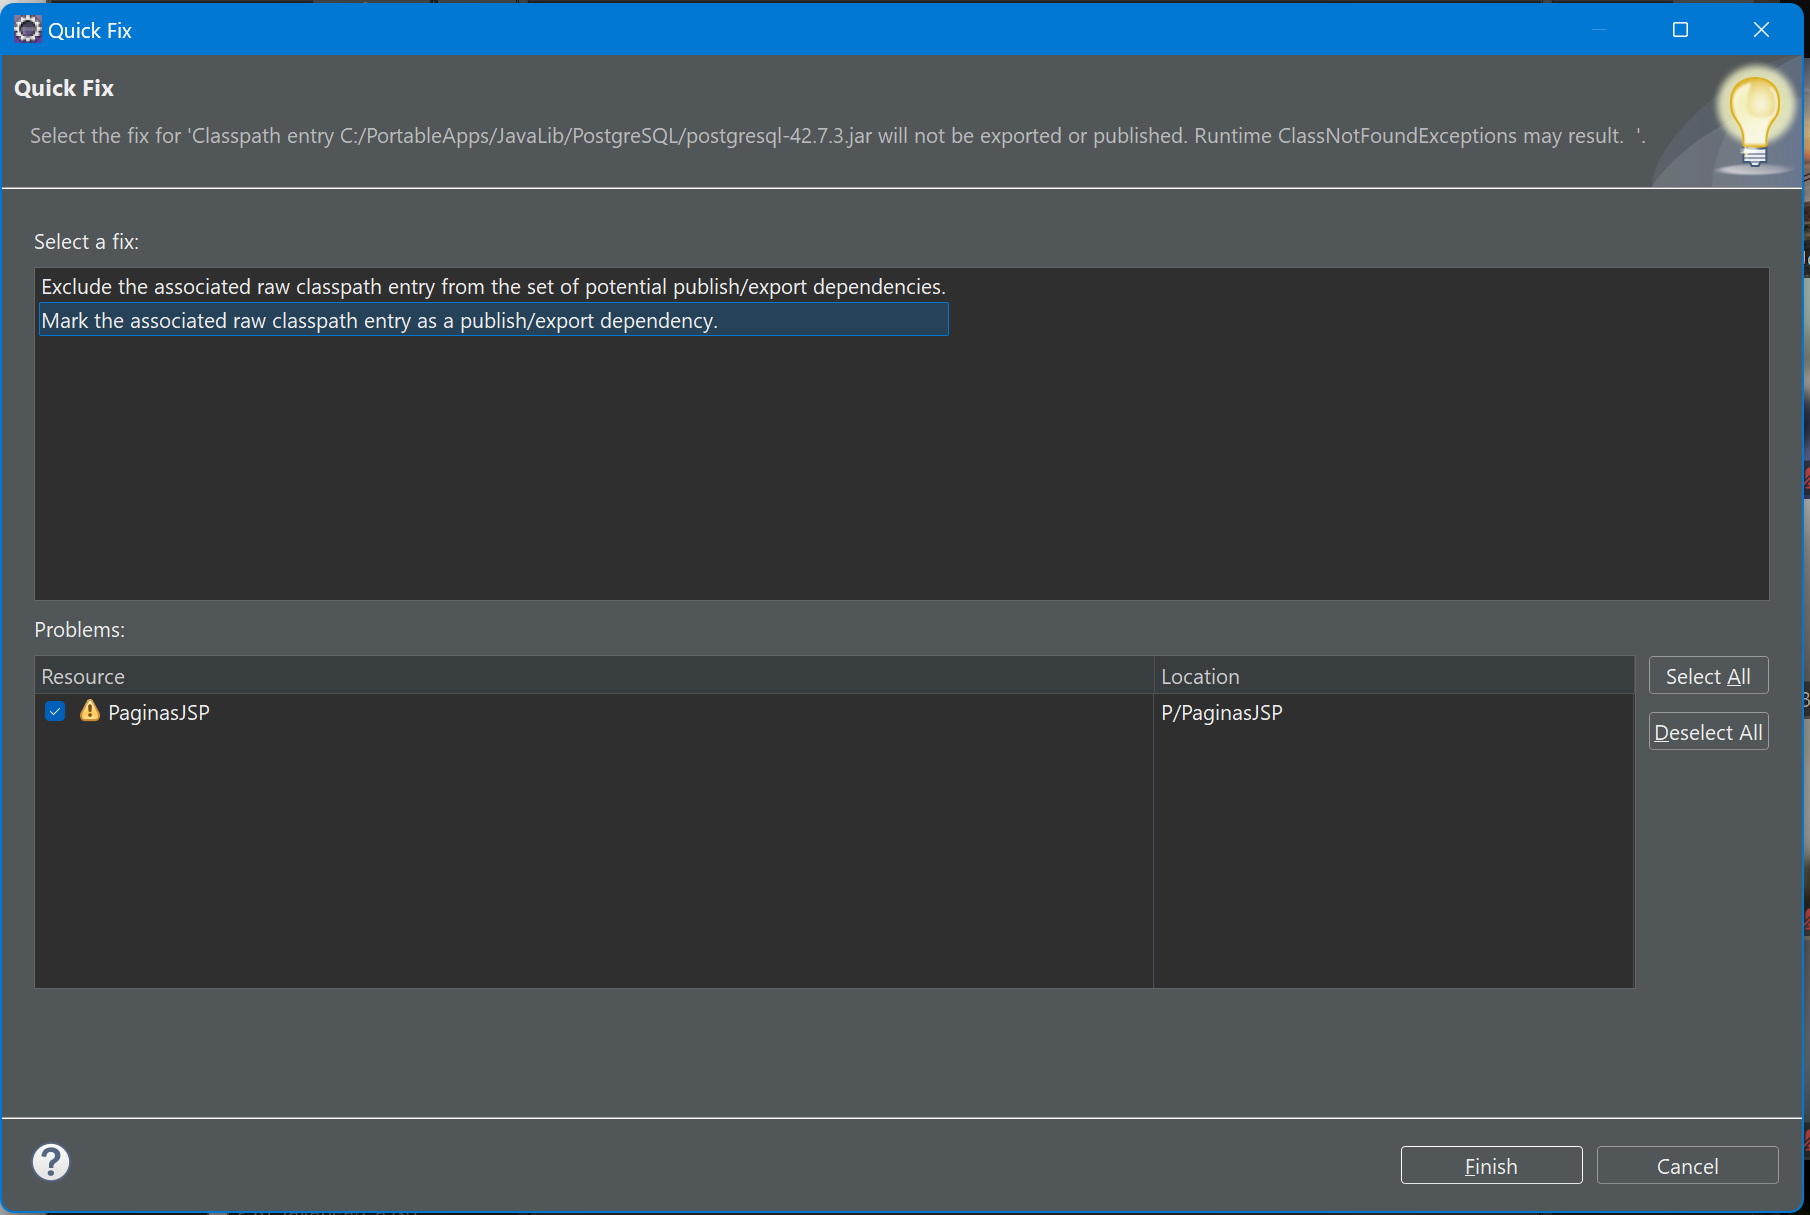 Quick Fix
Quick Fix
Select the fix for 'Classpath entry C:/PortableApps/JavaLib/PostgreSQL/postgresql-42.7.3.jar will not be exported or published. Runtime ClassNotFoundExceptions may result.  '.
Select a fix:
Exclude the associated raw classpath entry from the set of potential publish/export dependencies.
Mark the associated raw classpath entry as a publish/export dependency.
Problems:
Resource Location
PaginasJSP P/PaginasJSP
Select All
Deselect All
Finish Cancel